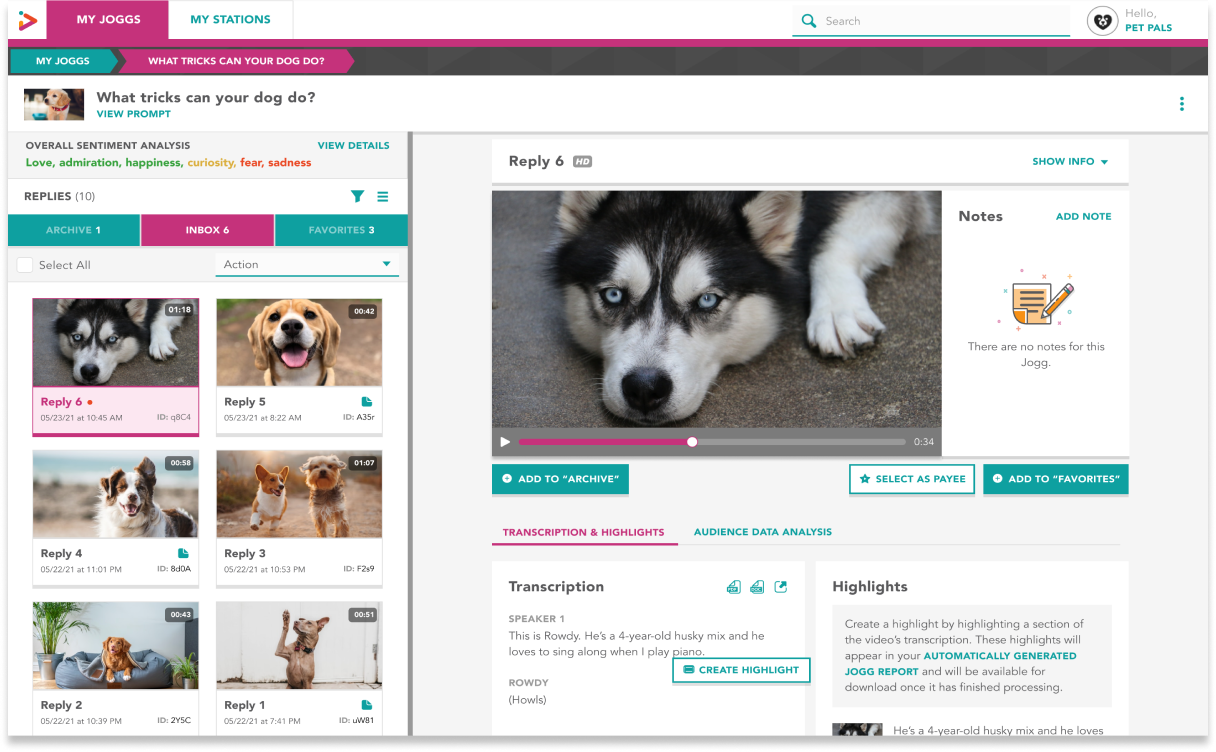 MY JOGGS
MY STATIONS
Search
Hello,
PET PALS
MY JOGGS
WHAT TRICKS CAN YOUR DOG DO?
What tricks can your dog do?
VIEW PROMPT
OVERALL SENTIMENT ANALYSIS
VIEW DETAILS
Love, admiration, happiness, curiosity, fear, sadness
REPLIES (10)
ARCHIVE 1
INBOX 6
FAVORITES 3
Select All
Action
01:18
Reply 6
05/23/21 at 10:45 AM
ID: q8C4
00:42
Reply 5
05/23/21 at 8:22 AM
ID: A35r
00:58
Reply 4
05/22/21 at 11:01 PM
ID: 8d0A
01:07
Reply 3
05/22/21 at 10:53 PM
ID: F2s9
00:43
Reply 2
05/22/21 at 10:39 PM
ID: 2Y5C
00:51
Reply 1
05/22/21 at 7:41 PM
ID: uW81
Reply 6 HD
SHOW INFO
0:34
Notes
ADD NOTE
There are no notes for this
Jogg.
ADD TO “ARCHIVE”
SELECT AS PAYEE
ADD TO “FAVORITES”
TRANSCRIPTION & HIGHLIGHTS
AUDIENCE DATA ANALYSIS
Transcription
SPEAKER 1
This is Rowdy. He’s a 4-year-old husky mix and he
loves to sing along when I play piano.
CREATE HIGHLIGHT
ROWDY
(Howls)
Highlights
Create a highlight by highlighting a section of
the video’s transcription. These highlights will
appear in your AUTOMATICALLY GENERATED
JOGG REPORT and will be available for
download once it has finished processing.
He’s a 4-year-old husky mix and he loves